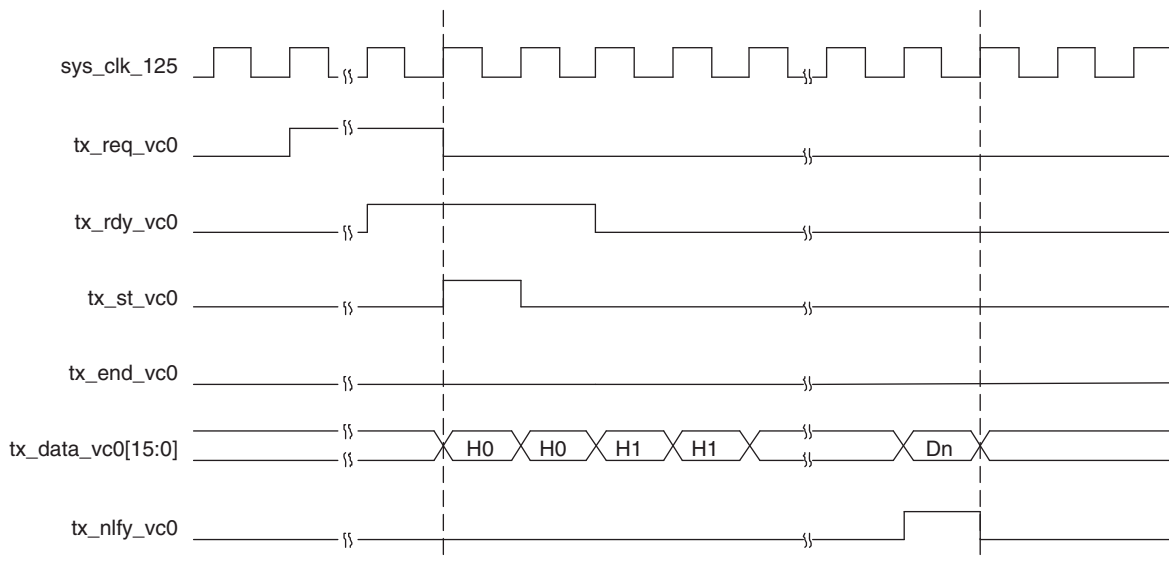 sys_clk_125
tx_req_vc0
tx_rdy_vc0
tx_st_vc0
tx_end_vc0
tx_data_vc0[15:0] H0 H0 H1 H1 Dn
tx_nlfy_vc0